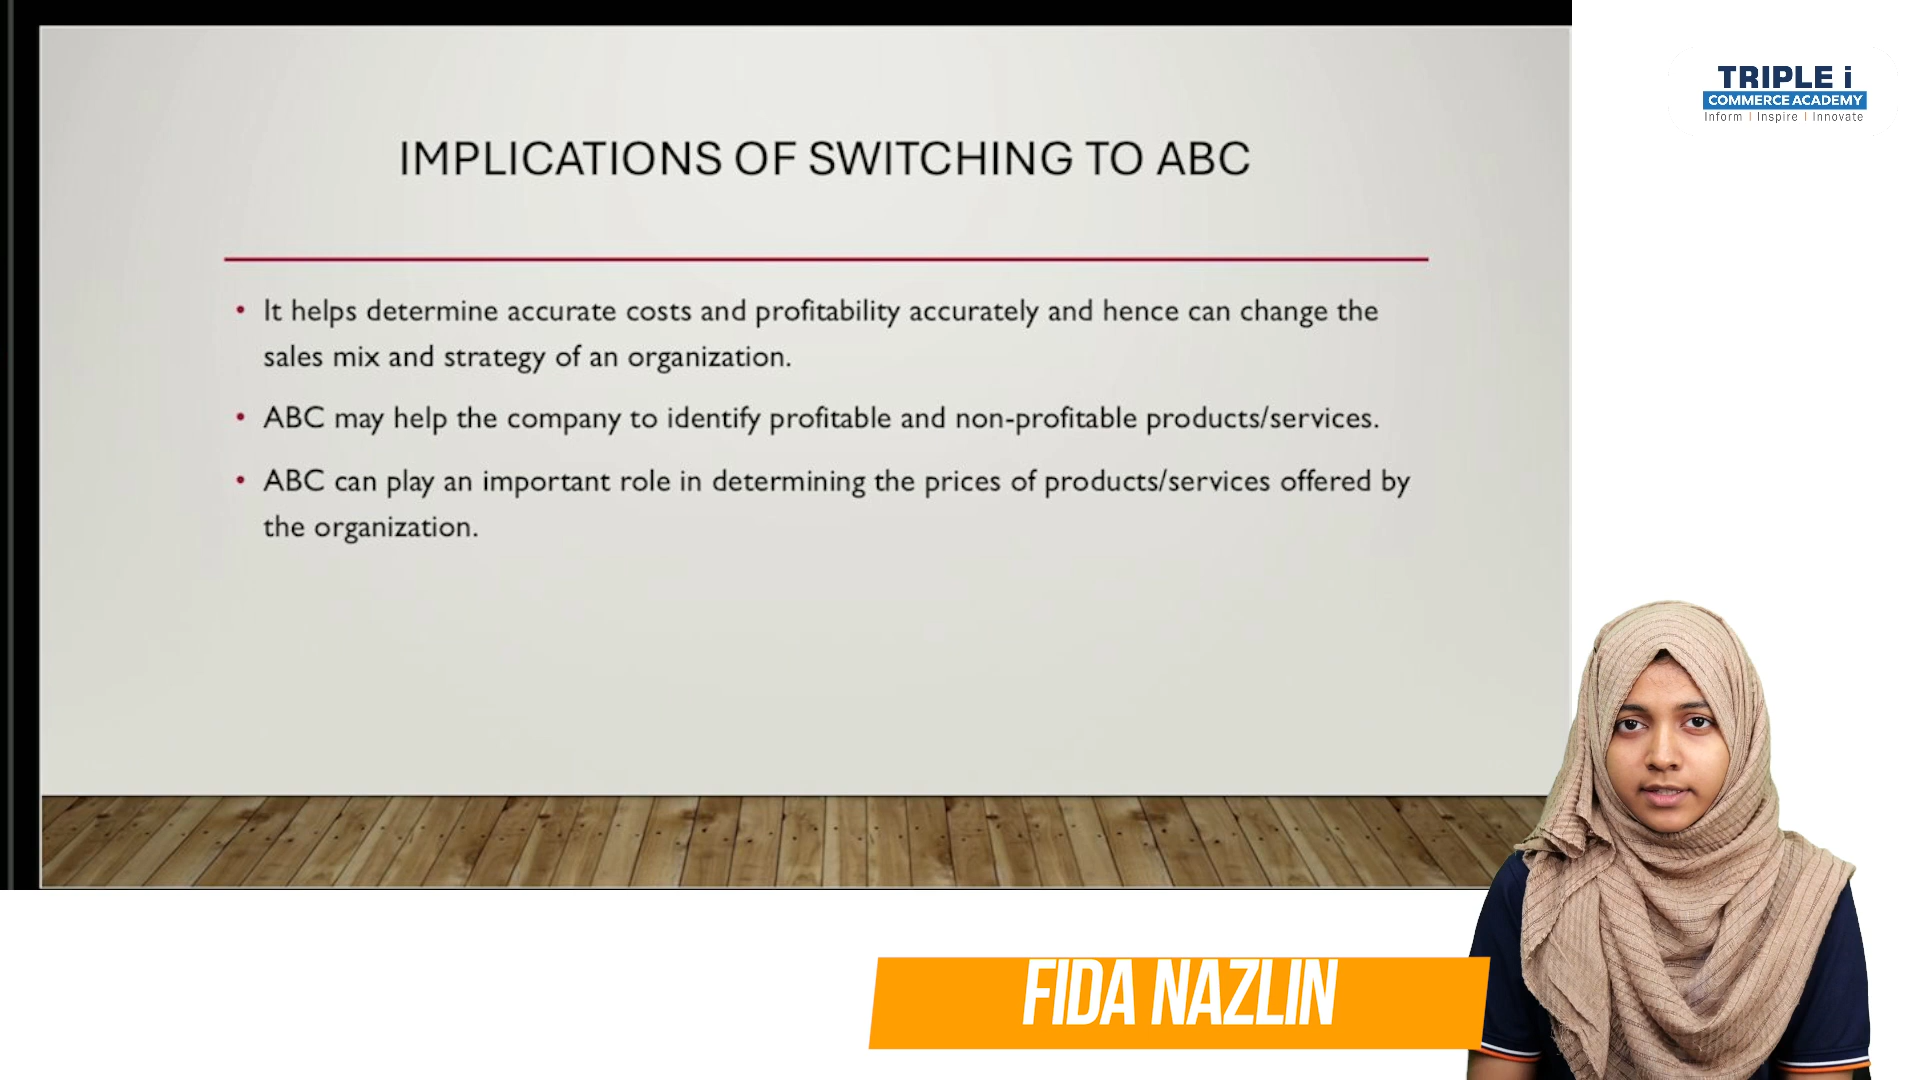 TRIPLE i
COMMERCE ACADEMY
Inform | Inspire | Innovate
IMPLICATIONS OF SWITCHING TO ABC
• It helps determine accurate costs and profitability accurately and hence can change the
sales mix and strategy of an organization.
• ABC may help the company to identify profitable and non-profitable products/services.
• ABC can play an important role in determining the prices of products/services offered by
the organization.
FIDA NAZLIN